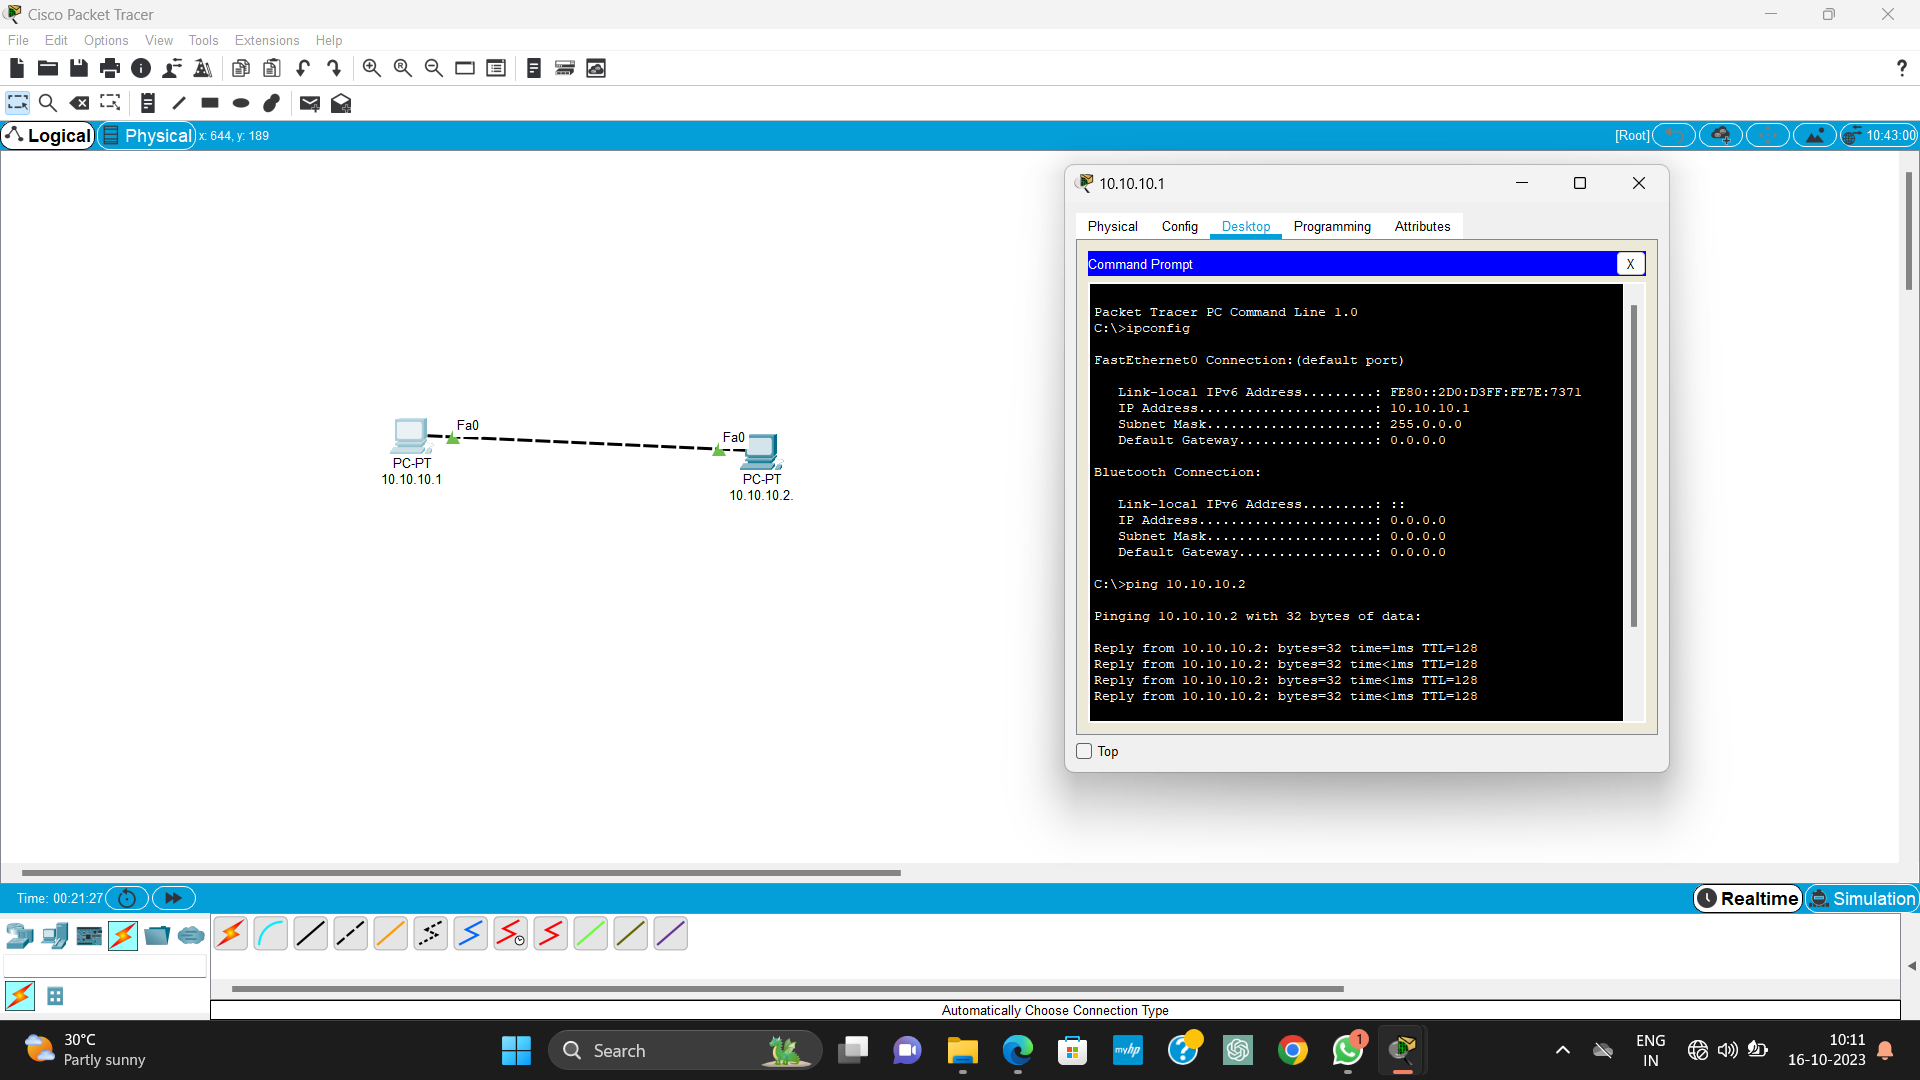 Cisco Packet Tracer
File Edit Options View Tools Extensions Help
?
Logical Physical x: 644, y: 189 [Root] 10:43:00
10.10.10.1
Physical Config Desktop Programming Attributes
Command Prompt X
Packet Tracer PC Command Line 1.0
C:\>ipconfig
FastEthernet0 Connection:(default port)
Link-local IPv6 Address.........: FE80::2D0:D3FF:FE7E:7371
IP Address......................: 10.10.10.1
Subnet Mask.....................: 255.0.0.0
Default Gateway.................: 0.0.0.0
Bluetooth Connection:
Link-local IPv6 Address.........: ::
IP Address......................: 0.0.0.0
Subnet Mask.....................: 0.0.0.0
Default Gateway.................: 0.0.0.0
C:\>ping 10.10.10.2
Pinging 10.10.10.2 with 32 bytes of data:
Reply from 10.10.10.2: bytes=32 time=1ms TTL=128
Reply from 10.10.10.2: bytes=32 time<1ms TTL=128
Reply from 10.10.10.2: bytes=32 time<1ms TTL=128
Reply from 10.10.10.2: bytes=32 time<1ms TTL=128
Top
Fa0
PC-PT
10.10.10.1
Fa0
PC-PT
10.10.10.2.
Time: 00:21:27 Realtime Simulation
Automatically Choose Connection Type
30°C
Partly sunny
Search
myhp
?
1
ENG
IN
10:11
16-10-2023